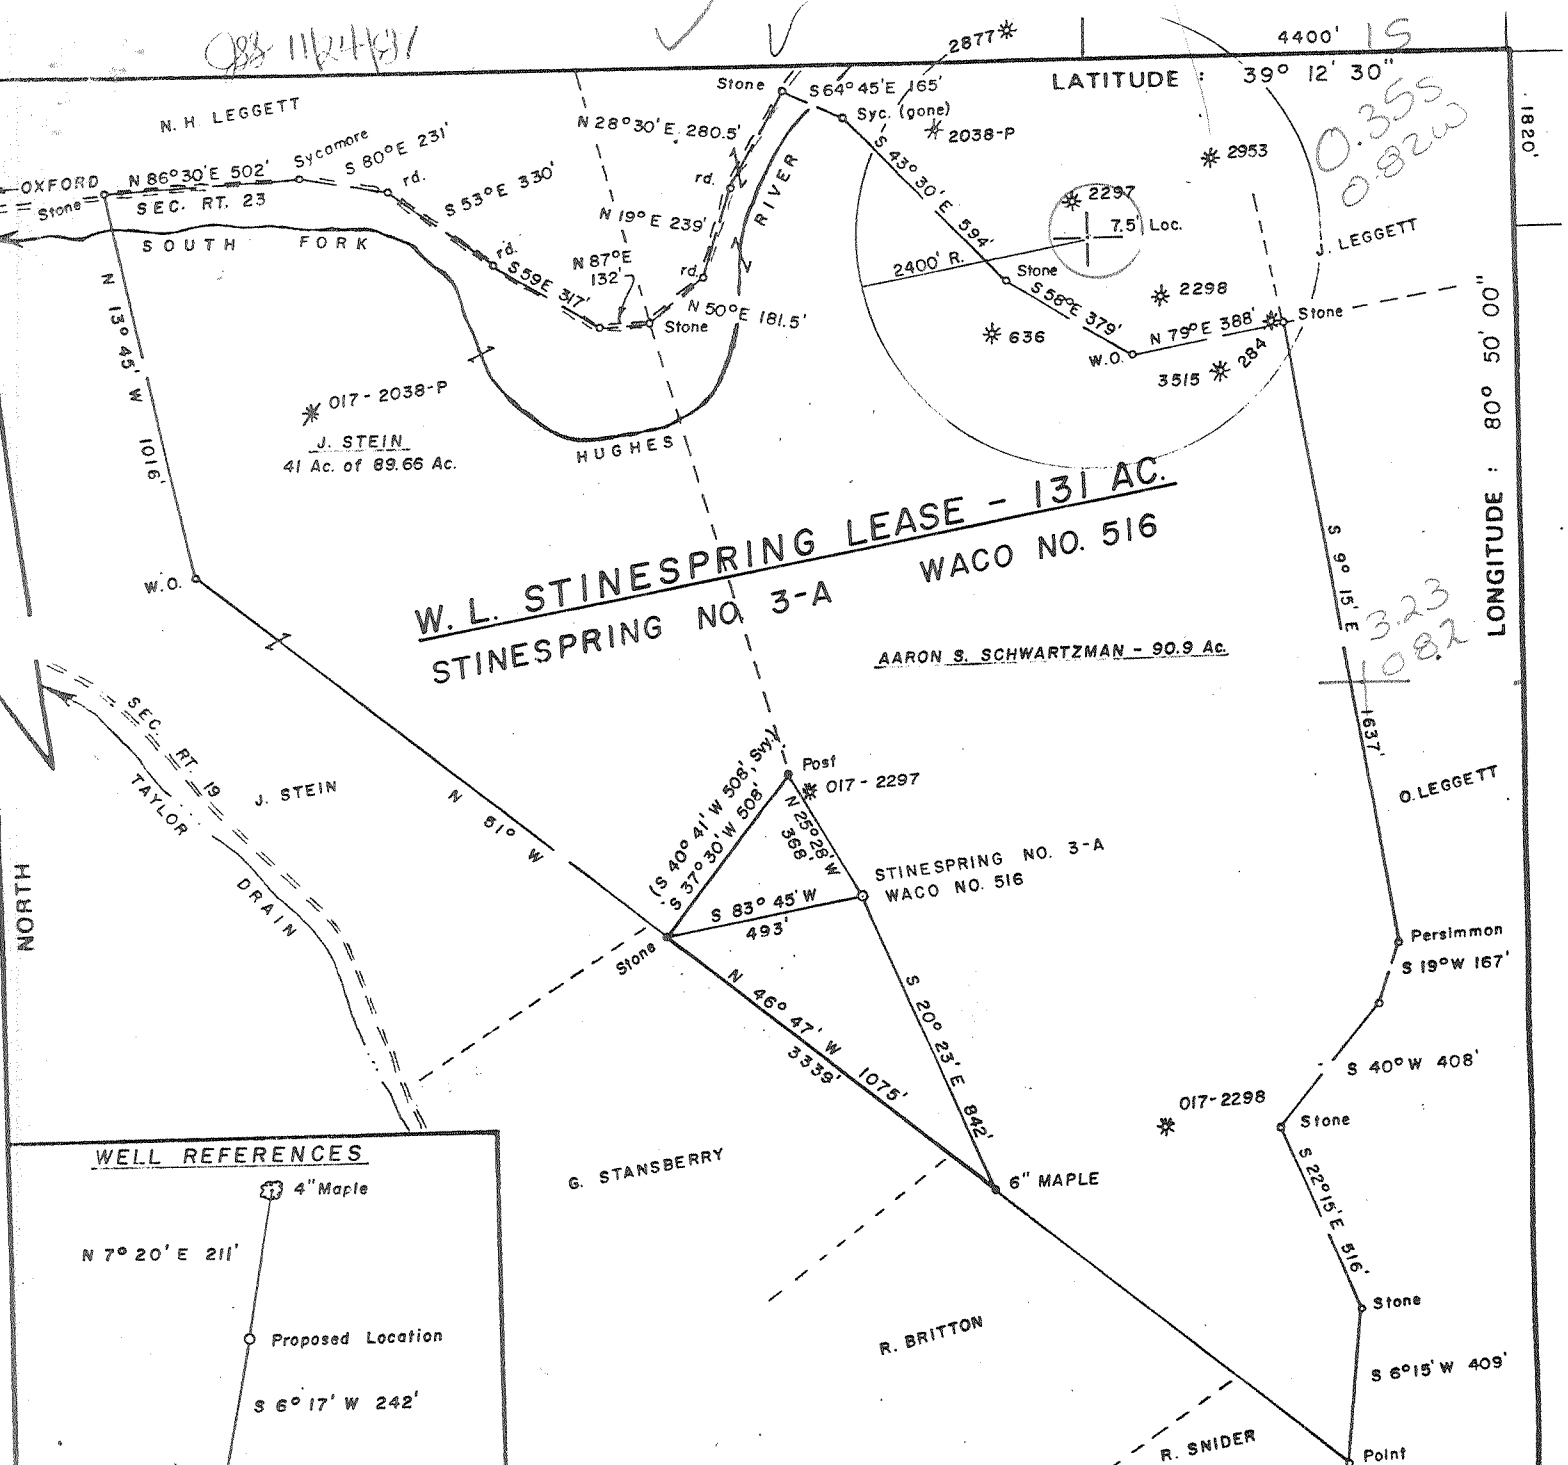 11/24/81
2877
4400' 1S
LATITUDE : 39° 12' 30"
0.35S
0.82W
1820'
N. H. LEGGETT
Stone
S 64° 45' E 165'
Syc. (gone)
2038-P
2953
N 28° 30' E 280.5'
Sycamore
S 80° E 231'
rd.
OXFORD
N 86° 30' E 502'
SEC. RT. 23
Stone
S 53° E 330'
rd.
N 19° E 239'
RIVER
S 43° 30' E 594'
2297
7.5' Loc.
J. LEGGETT
SOUTH FORK
rd.
S 59 E 317'
N 87° E
132'
rd.
N 50° E 181.5'
Stone
2400' R.
Stone
S 58° E 379'
2298
636
N 79° E 388'
Stone
W.O.
3515
284
LONGITUDE : 80° 50' 00"
N 13° 45' W 1016'
017-2038-P
J. STEIN
41 Ac. of 89.66 Ac.
HUGHES
W. L. STINESPRING LEASE - 131 AC.
STINESPRING NO. 3-A WACO NO. 516
S 9° 15' E 1637'
W.O.
3.23
1082
AARON S. SCHWARTZMAN - 90.9 Ac.
SEC. RT. 19
TAYLOR DRAIN
J. STEIN
N 51° W
(S 40° 41' W 508', Svy.)
S 37° 30' W 508'
Post
017-2297
N 25° 28' W
368'
O. LEGGETT
STINESPRING NO. 3-A
WACO NO. 516
S 83° 45' W
493'
NORTH
Stone
Persimmon
S 19° W 167'
N 46° 47' W 1075'
3339'
S 20° 23' E 842'
S 40° W 408'
017-2298
Stone
WELL REFERENCES
4" Maple
G. STANSBERRY
6" MAPLE
S 22° 15' E 516'
N 7° 20' E 211'
Proposed Location
Stone
R. BRITTON
S 6° 15' W 409'
S 6° 17' W 242'
R. SNIDER
Point